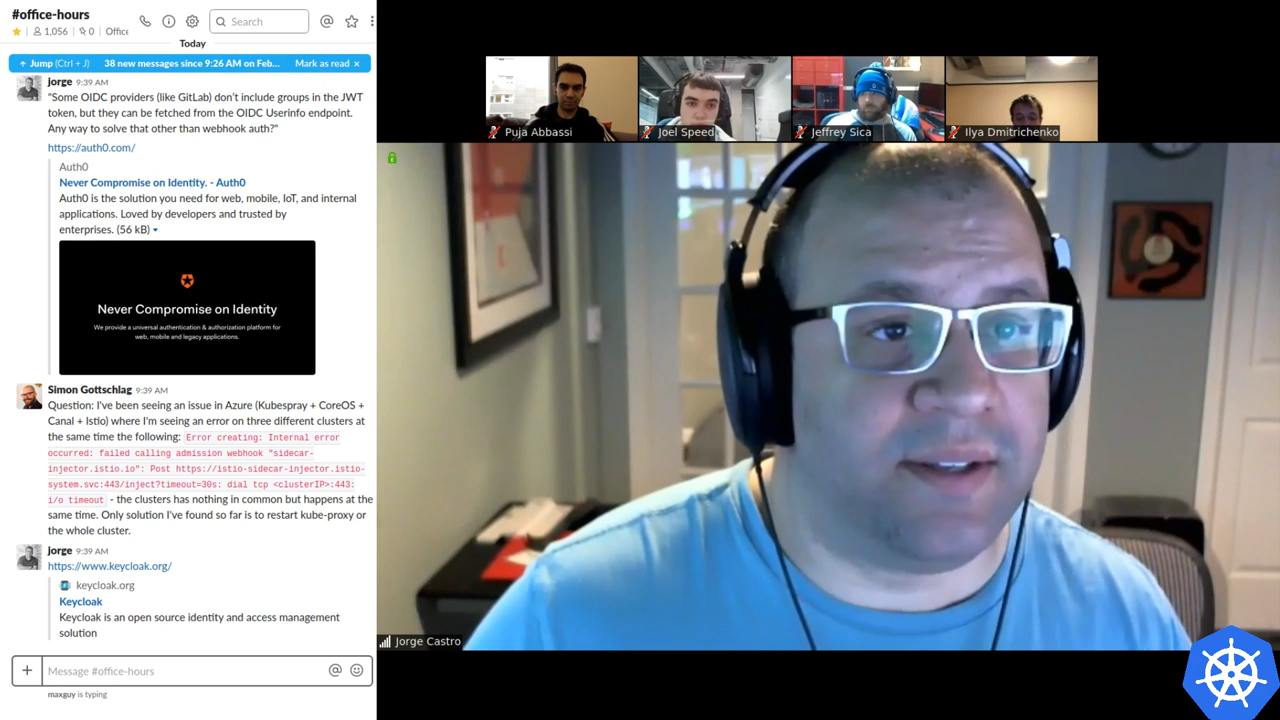 #office-hours
1,056
0
Office
Search
Today
Jump (Ctrl + J)
38 new messages since 9:26 AM on Feb...
Mark as read ×
jorge 9:39 AM
"Some OIDC providers (like GitLab) don't include groups in the JWT
token, but they can be fetched from the OIDC Userinfo endpoint.
Any way to solve that other than webhook auth?"
https://auth0.com/
Auth0
Never Compromise on Identity. - Auth0
Auth0 is the solution you need for web, mobile, IoT, and internal
applications. Loved by developers and trusted by
enterprises. (56 kB)
Never Compromise on Identity
We provide a universal authentication & authorization platform for
web, mobile and legacy applications.
Simon Gottschlag 9:39 AM
Question: I've been seeing an issue in Azure (Kubespray + CoreOS +
Canal + Istio) where I'm seeing an error on three different clusters at
the same time the following: Error creating: Internal error
occurred: failed calling admission webhook "sidecar-
injector.istio.io": Post https://istio-sidecar-injector.istio-
system.svc:443/inject?timeout=30s: dial tcp <clusterIP>:443:
i/o timeout - the clusters has nothing in common but happens at the
same time. Only solution I've found so far is to restart kube-proxy or
the whole cluster.
jorge 9:39 AM
https://www.keycloak.org/
keycloak.org
Keycloak
Keycloak is an open source identity and access management
solution
Message #office-hours
maxguy is typing
Puja Abbassi
Joel Speed
Jeffrey Sica
Ilya Dmitrichenko
Jorge Castro